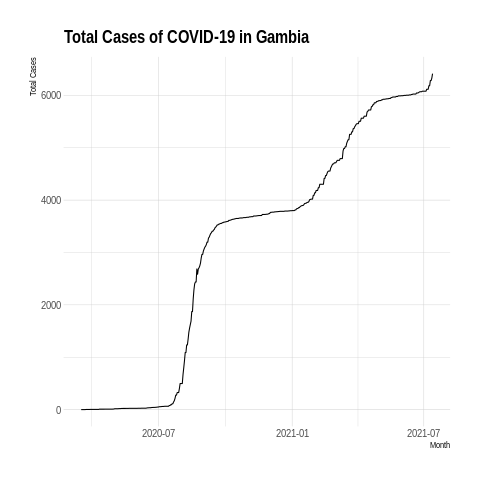 Total Cases of COVID-19 in Gambia
Total Cases
6000
4000
2000
0
2020-07
2021-01
2021-07
Month